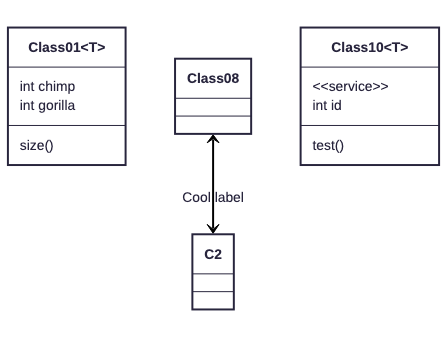 Class01<T>
int chimp
int gorilla
size()
Class08
Cool label
C2
Class10<T>
<<service>>
int id
test()